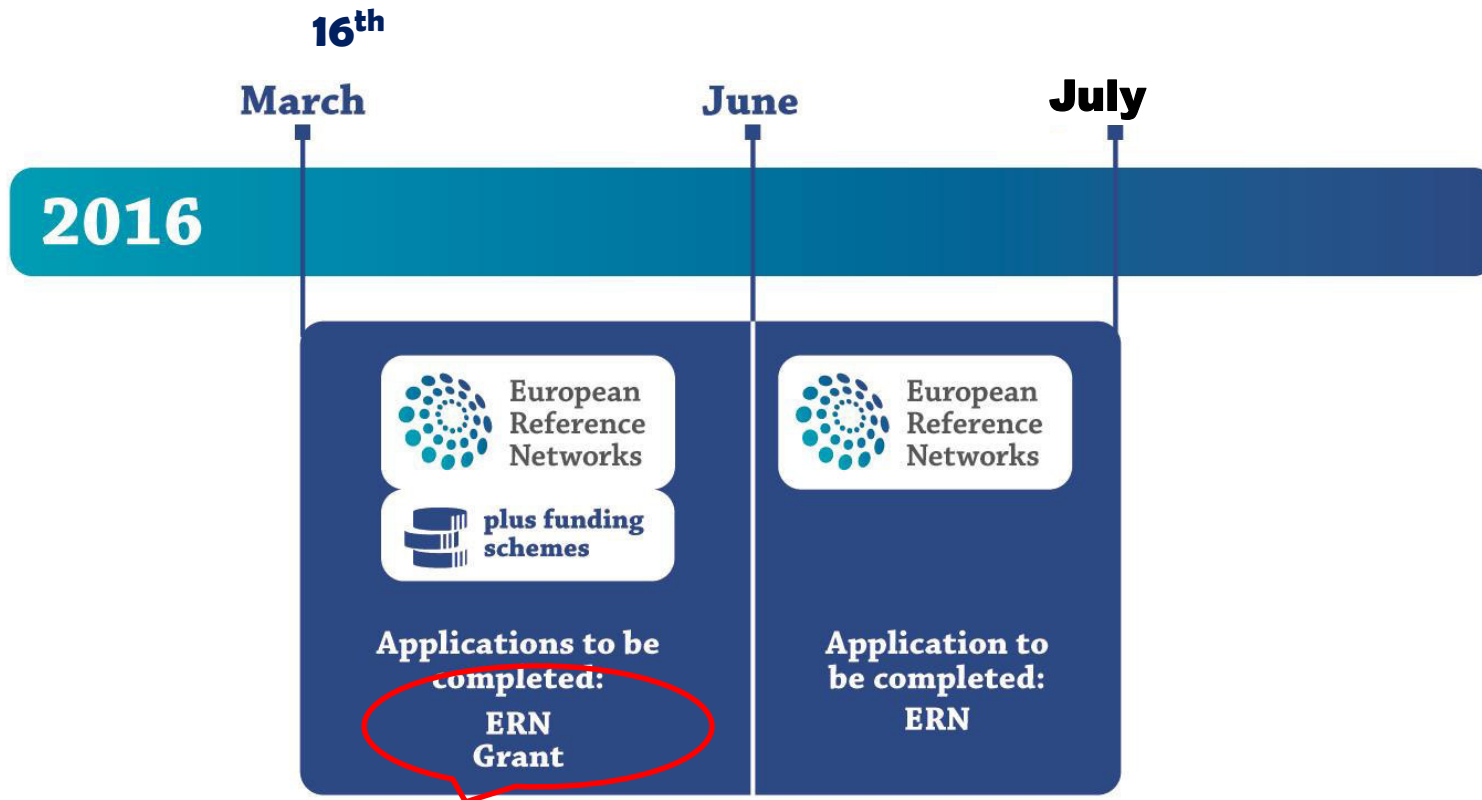 16th
March
June
July
2016
European
Reference
Networks
plus funding
schemes
Applications to be
completed:
ERN
Grant
European
Reference
Networks
Application to
be completed:
ERN